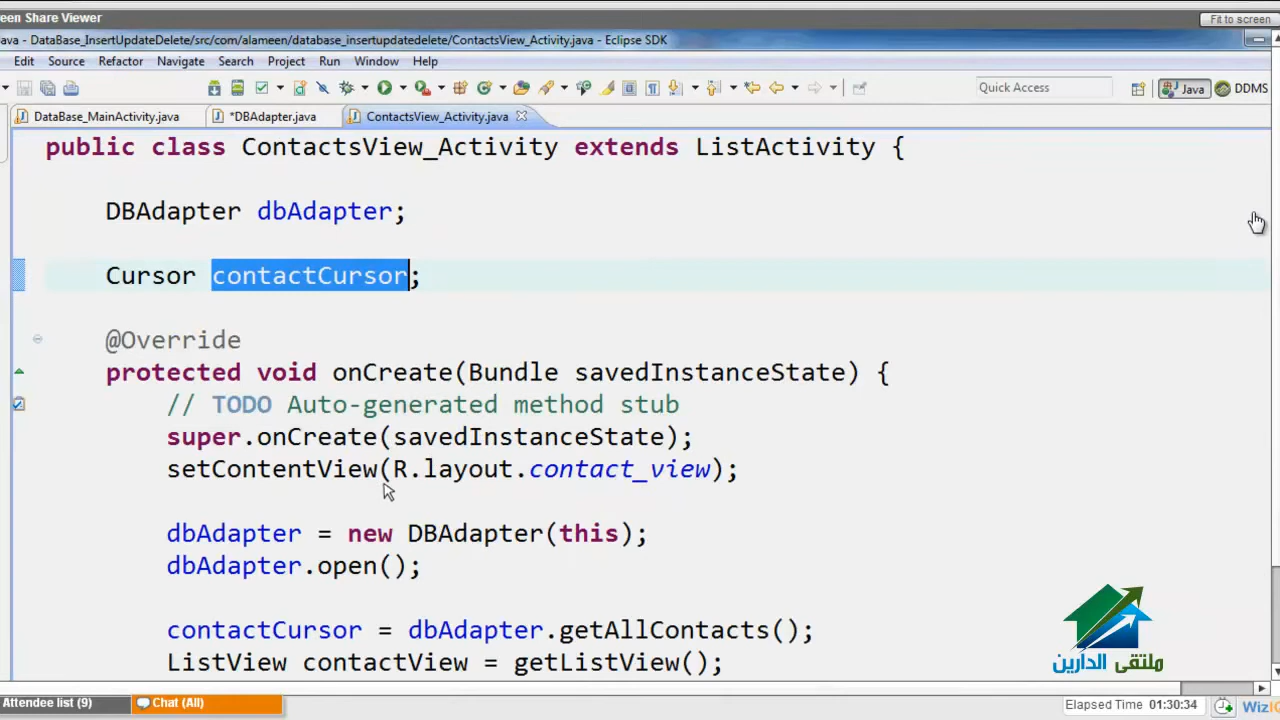 een Share Viewer
Fit to screen
ava - DataBase_InsertUpdateDelete/src/com/alameen/database_insertupdatedelete/ContactsView_Activity.java - Eclipse SDK
Edit Source Refactor Navigate Search Project Run Window Help
Quick Access Java DDMS
DataBase_MainActivity.java *DBAdapter.java ContactsView_Activity.java
public class ContactsView_Activity extends ListActivity {
DBAdapter dbAdapter;
Cursor contactCursor;
@Override
protected void onCreate(Bundle savedInstanceState) {
// TODO Auto-generated method stub
super.onCreate(savedInstanceState);
setContentView(R.layout.contact_view);
dbAdapter = new DBAdapter(this);
dbAdapter.open();
contactCursor = dbAdapter.getAllContacts();
ListView contactView = getListView();
ملتقى الدارين
Attendee list (9) Chat (All) Elapsed Time 01:30:34 WizI